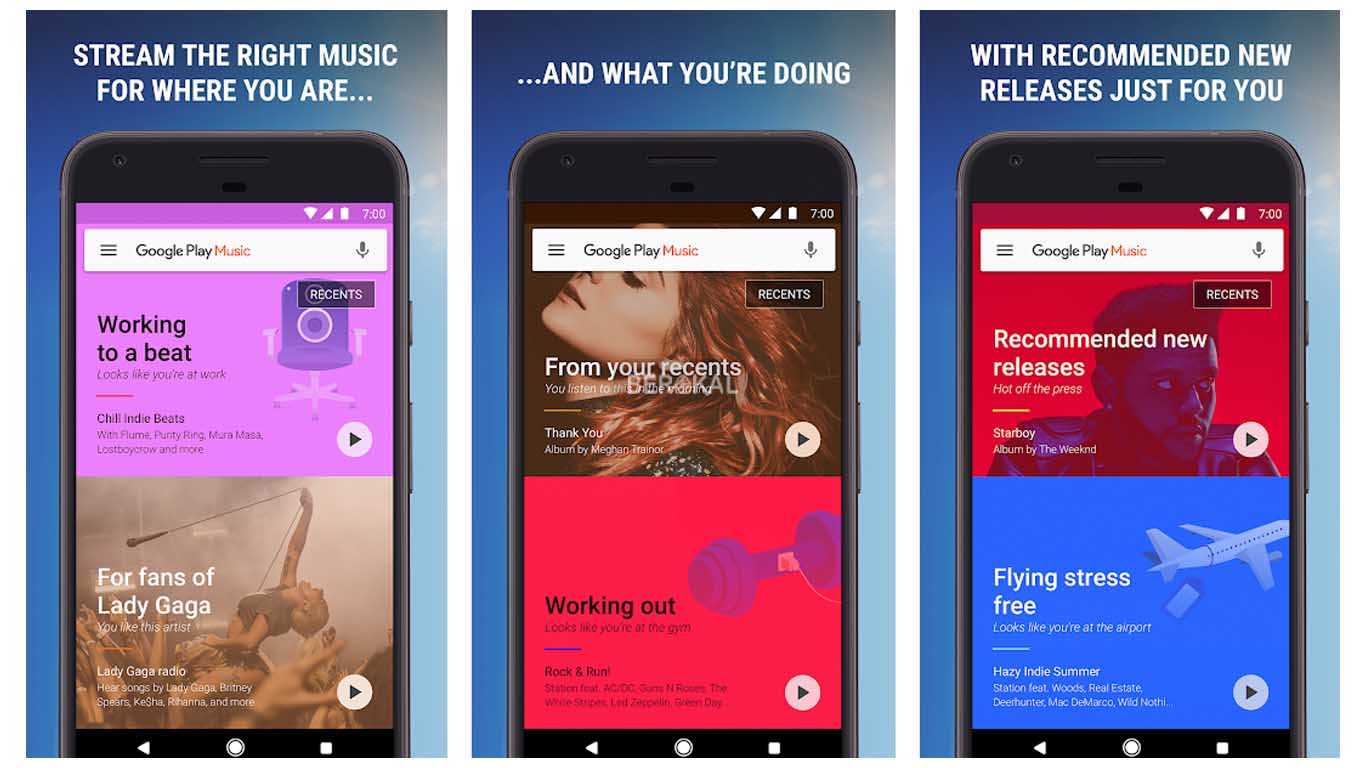 STREAM THE RIGHT MUSIC
FOR WHERE YOU ARE...
7:00
Google Play Music
RECENTS
Working
to a beat
Looks like you're at work
Chill Indie Beats
With Flume, Purity Ring, Mura Masa,
Lostboycrow and more
For fans of
Lady Gaga
You like this artist
Lady Gaga radio
Hear songs by Lady Gaga, Britney
Spears, Ke$ha, Rihanna, and more
...AND WHAT YOU'RE DOING
7:00
Google Play Music
RECENTS
From your recents
You listen to this in the morning
Thank You
Album by Meghan Trainor
Working out
Looks like you're at the gym
Rock & Run!
Station feat. AC/DC, Guns N Roses, The
White Stripes, Led Zeppelin, Green Day...
WITH RECOMMENDED NEW
RELEASES JUST FOR YOU
7:00
Google Play Music
RECENTS
Recommended new
releases
Hot off the press
Starboy
Album by The Weeknd
Flying stress
free
Looks like you're at the airport
Hazy Indie Summer
Station feat. Woods, Real Estate,
Deerhunter, Mac DeMarco, Wild Nothi...